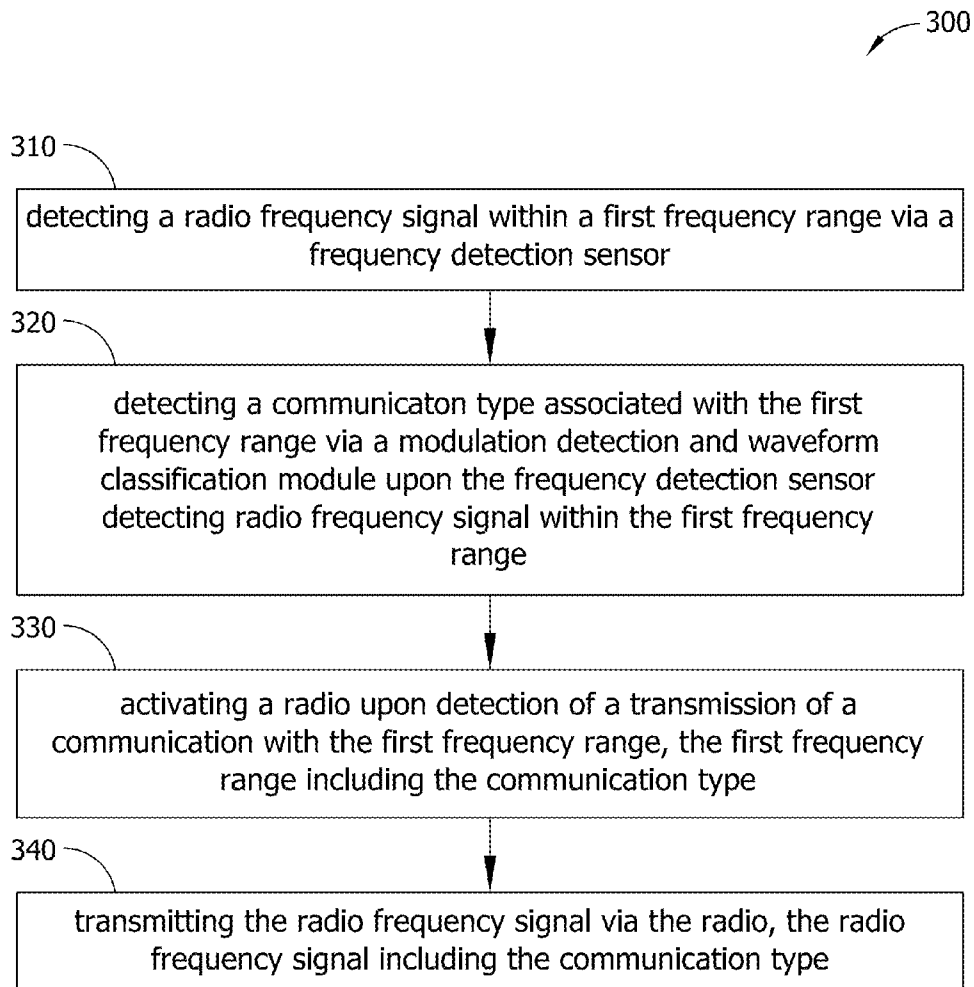 300
310
detecting a radio frequency signal within a first frequency range via a
frequency detection sensor
320
detecting a communicaton type associated with the first
frequency range via a modulation detection and waveform
classification module upon the frequency detection sensor
detecting radio frequency signal within the first frequency
range
330
activating a radio upon detection of a transmission of a
communication with the first frequency range, the first frequency
range including the communication type
340
transmitting the radio frequency signal via the radio, the radio
frequency signal including the communication type